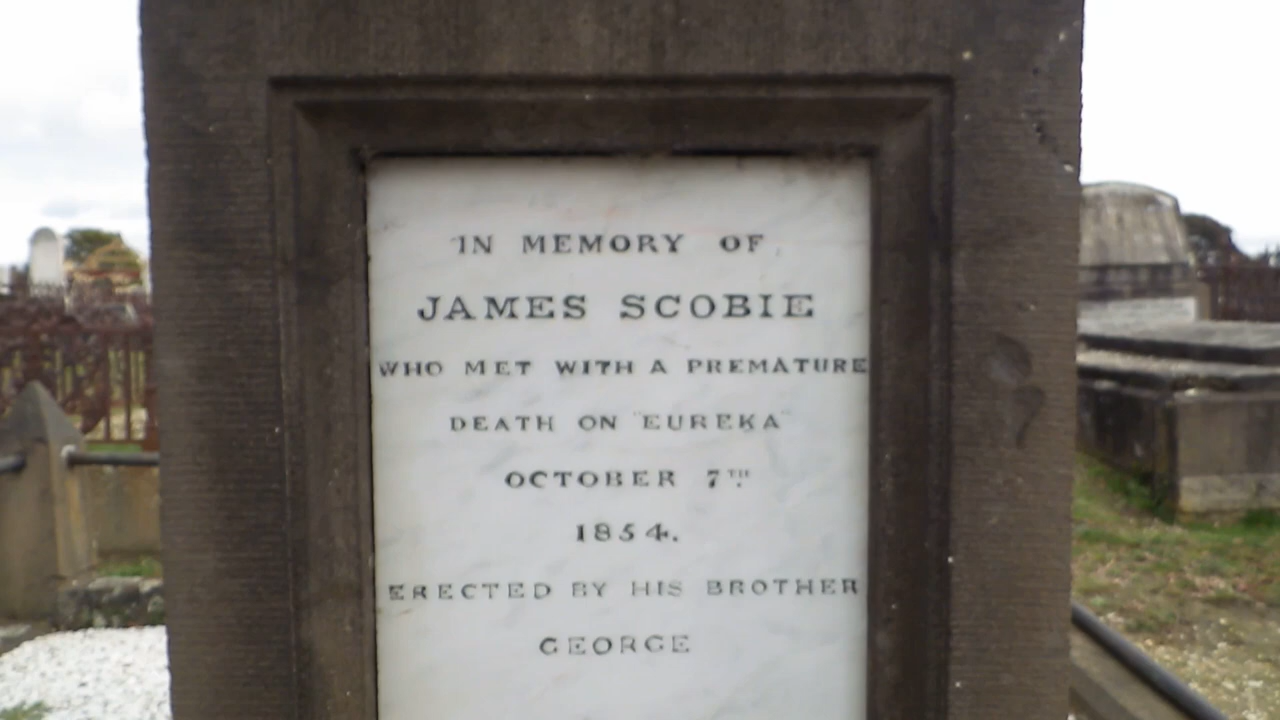 IN MEMORY OF
JAMES SCOBIE
WHO MET WITH A PREMATURE
DEATH ON "EUREKA"
OCTOBER 7TH.
1854.
ERECTED BY HIS BROTHER
GEORGE